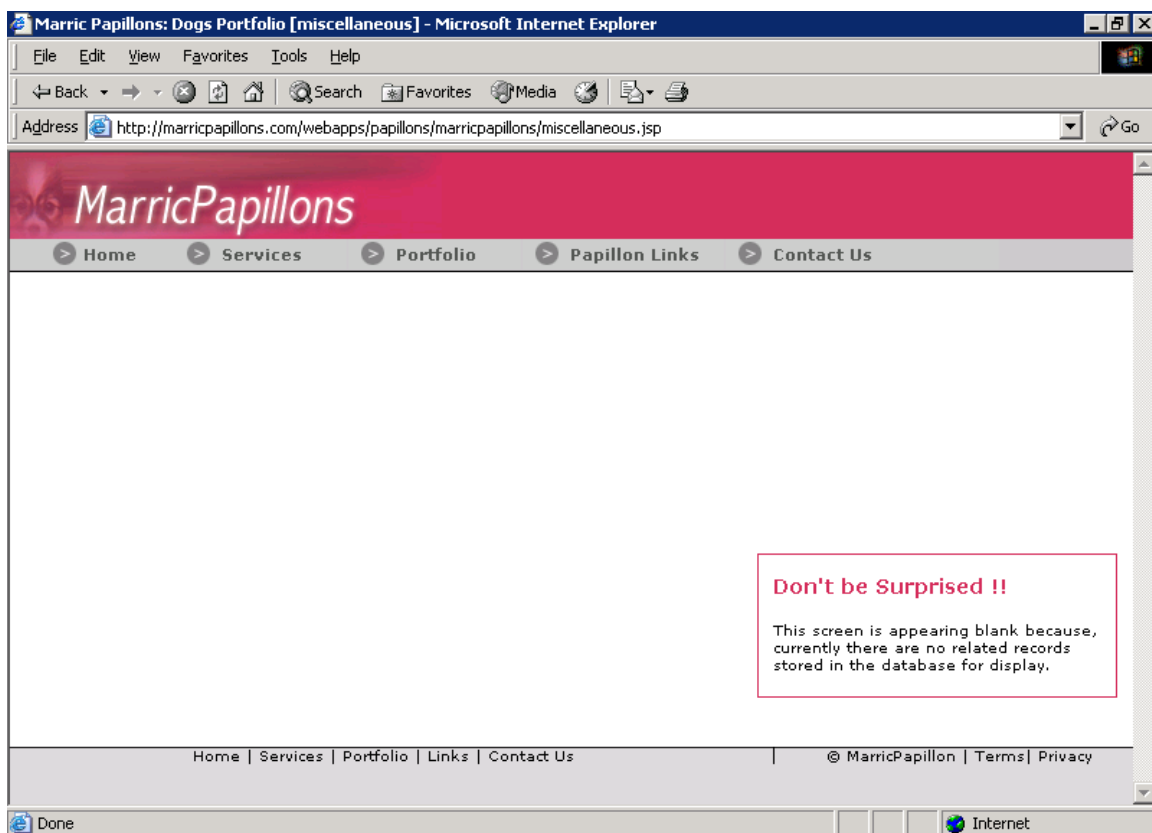 Marric Papillons: Dogs Portfolio [miscellaneous] - Microsoft Internet Explorer
File Edit View Favorites Tools Help
Back Search Favorites Media
Address http://marricpapillons.com/webapps/papillons/marricpapillons/miscellaneous.jsp Go
MarricPapillons
> Home > Services > Portfolio > Papillon Links > Contact Us
Don't be Surprised !!
This screen is appearing blank because,
currently there are no related records
stored in the database for display.
Home | Services | Portfolio | Links | Contact Us | © MarricPapillon | Terms| Privacy
Done Internet